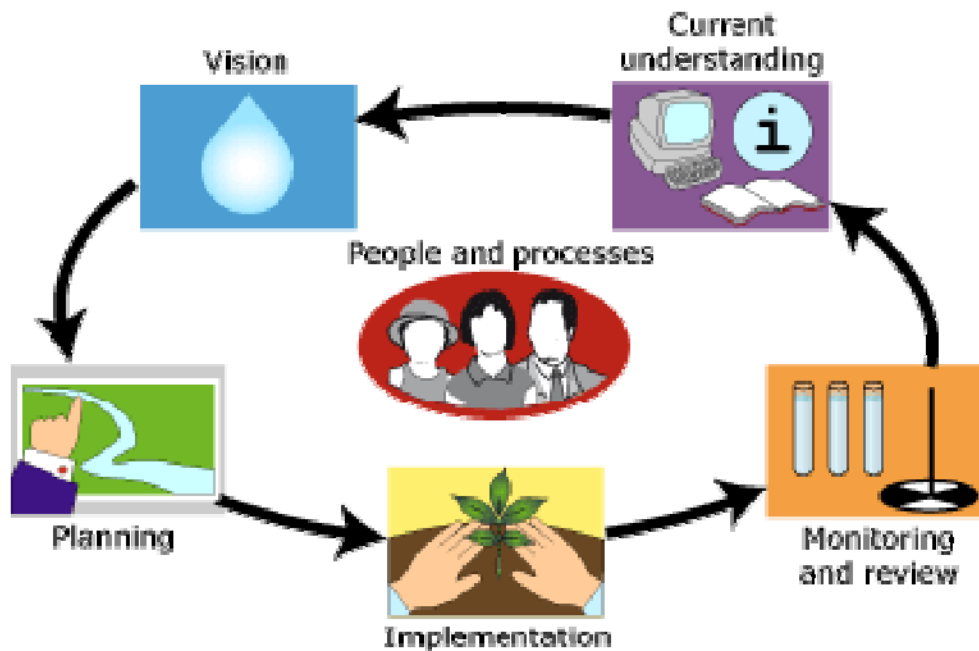 Current
understanding
Vision
i
People and processes
Planning
Monitoring
and review
Implementation